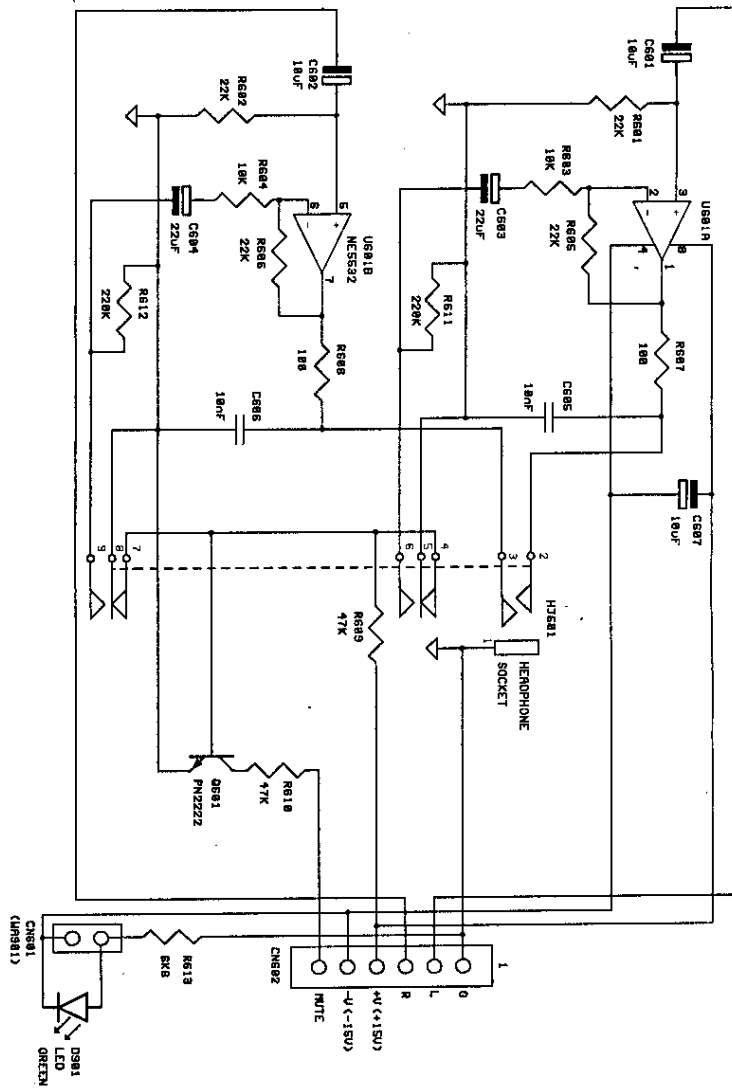 C602
10uF
R602
22K
R604
10K
C604
22uF
R606
22K
U601B
NE5532
5
6
7
+
-
R612
220K
R608
100
C606
10nF
C601
10uF
R601
22K
R603
10K
C603
22uF
R605
22K
U601A
3
2
8
4
1
+
-
R611
220K
R607
100
C605
10nF
C607
10uF
9
8
7
6
5
4
3
2
HJ601
R609
47K
1
HEADPHONE
SOCKET
Q601
PN2222
R610
47K
CN601
(WA901)
R613
6K8
D901
LED
GREEN
CN602
1
MUTE
-V(-15V)
+V(+15V)
R
L
G